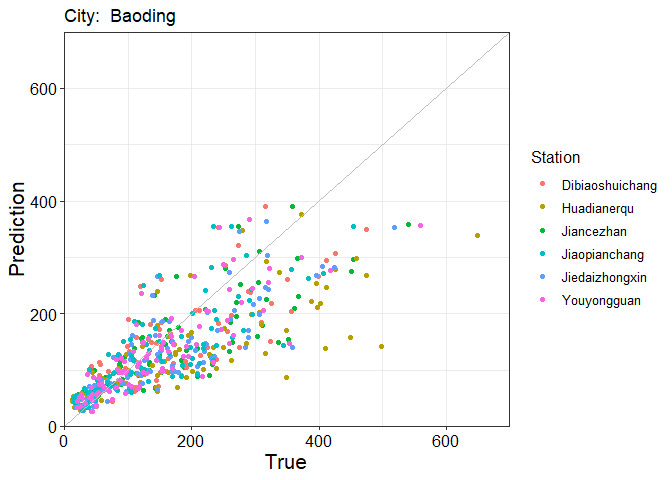 City:  Baoding
Prediction
600
400
200
0
0 200 400 600
True
Station
Dibiaoshuichang
Huadianerqu
Jiancezhan
Jiaopianchang
Jiedaizhongxin
Youyongguan